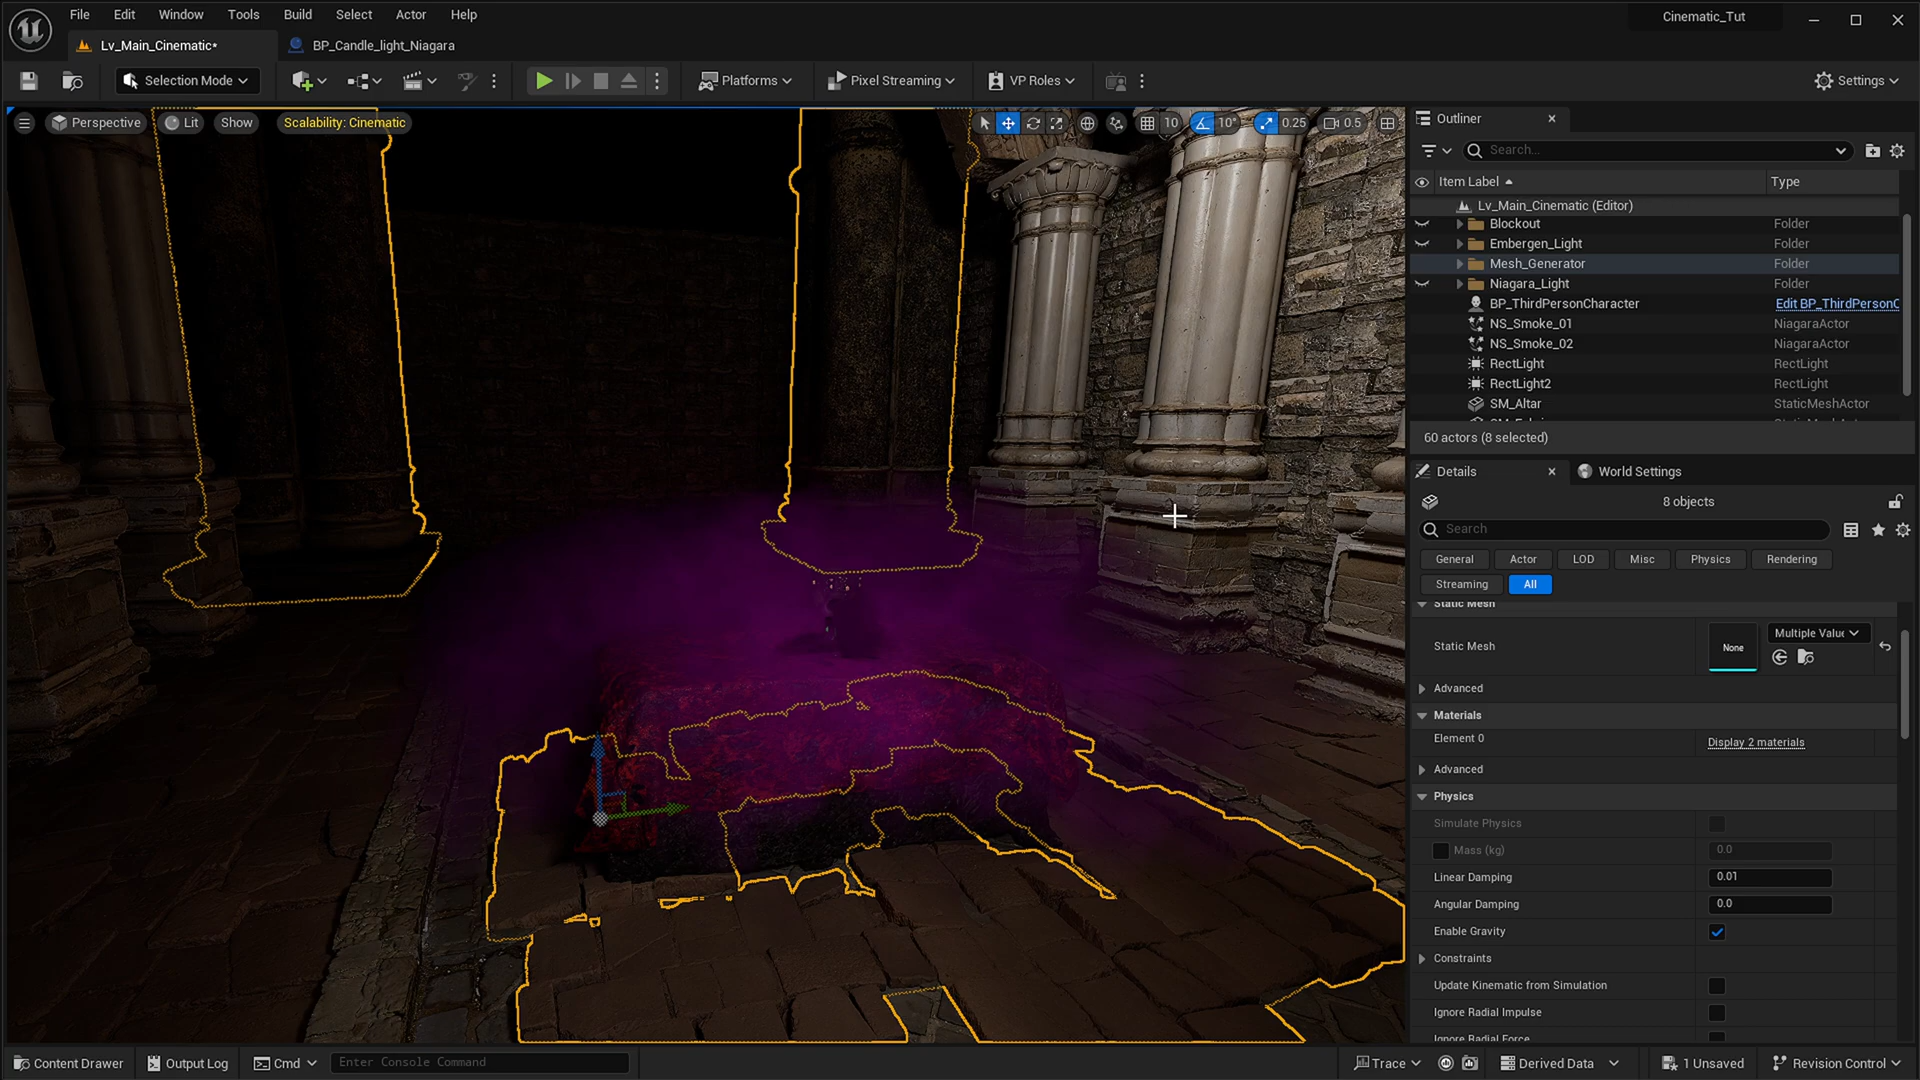 File Edit Window Tools Build Select Actor Help
Cinematic_Tut
Lv_Main_Cinematic*
BP_Candle_light_Niagara
Selection Mode
Platforms
Pixel Streaming
VP Roles
Settings
Perspective
Lit
Show
Scalability: Cinematic
10
10°
0.25
0.5
Outliner
Search...
Item Label Type
Lv_Main_Cinematic (Editor)
Blockout Folder
Embergen_Light Folder
Mesh_Generator Folder
Niagara_Light Folder
BP_ThirdPersonCharacter Edit BP_ThirdPersonC
NS_Smoke_01 NiagaraActor
NS_Smoke_02 NiagaraActor
RectLight RectLight
RectLight2 RectLight
SM_Altar StaticMeshActor
60 actors (8 selected)
Details
World Settings
8 objects
Search
General Actor LOD Misc Physics Rendering
Streaming All
Static Mesh
Static Mesh None Multiple Valu
Advanced
Materials
Element 0 Display 2 materials
Advanced
Physics
Simulate Physics
Mass (kg) 0.0
Linear Damping 0.01
Angular Damping 0.0
Enable Gravity
Constraints
Update Kinematic from Simulation
Ignore Radial Impulse
Ignore Radial Force
Content Drawer
Output Log
Cmd
Enter Console Command
Trace
Derived Data
1 Unsaved
Revision Control